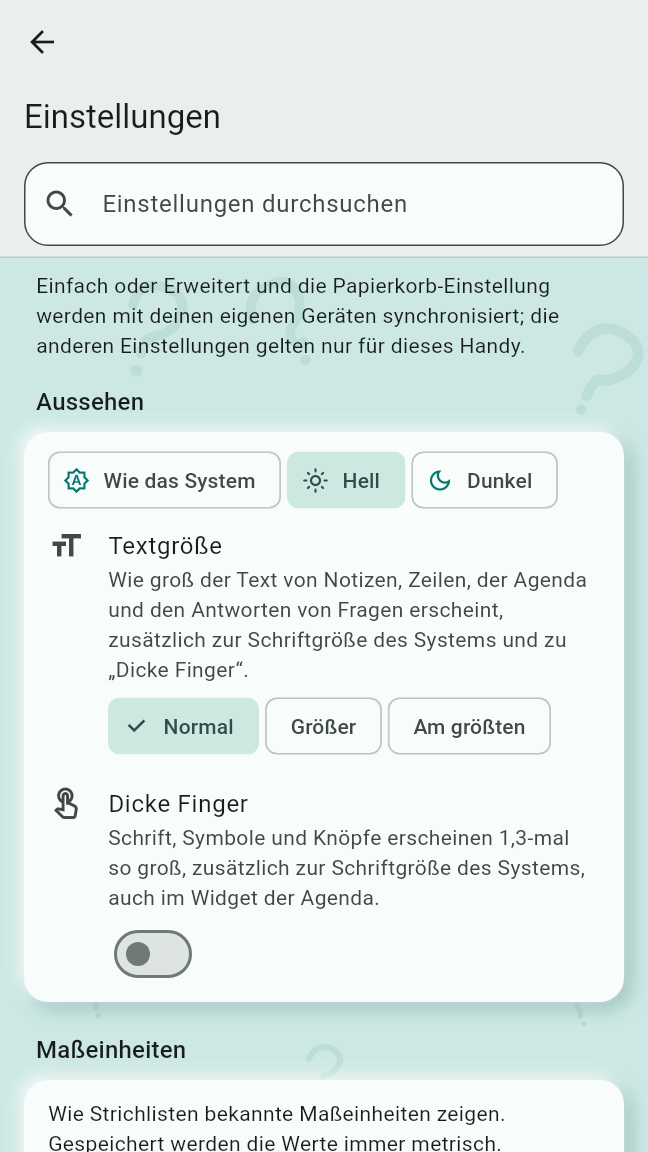 Einstellungen
Einstellungen durchsuchen
Einfach oder Erweitert und die Papierkorb-Einstellung
werden mit deinen eigenen Geräten synchronisiert; die
anderen Einstellungen gelten nur für dieses Handy.
Aussehen
Wie das System
Hell
Dunkel
Textgröße
Wie groß der Text von Notizen, Zeilen, der Agenda
und den Antworten von Fragen erscheint,
zusätzlich zur Schriftgröße des Systems und zu
„Dicke Finger“.
Normal
Größer
Am größten
Dicke Finger
Schrift, Symbole und Knöpfe erscheinen 1,3-mal
so groß, zusätzlich zur Schriftgröße des Systems,
auch im Widget der Agenda.
Maßeinheiten
Wie Strichlisten bekannte Maßeinheiten zeigen.
Gespeichert werden die Werte immer metrisch.